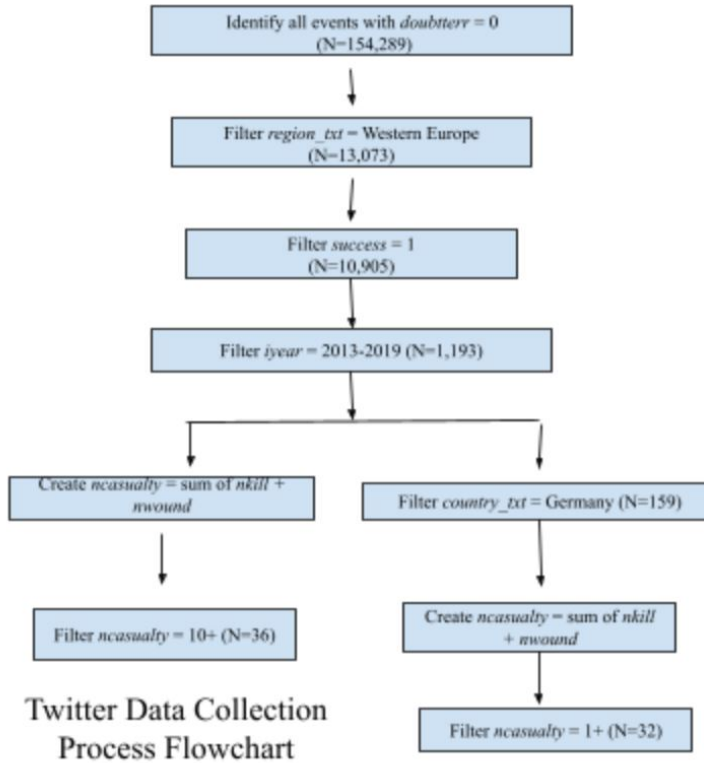 Identify all events with doubtterr = 0
(N=154,289)
Filter region_txt = Western Europe
(N=13,073)
Filter success = 1
(N=10,905)
Filter iyear = 2013-2019 (N=1,193)
Create ncasualty = sum of nkill +
nwound
Filter ncasualty = 10+ (N=36)
Filter country_txt = Germany (N=159)
Create ncasualty = sum of nkill
+ nwound
Filter ncasualty = 1+ (N=32)
Twitter Data Collection
Process Flowchart